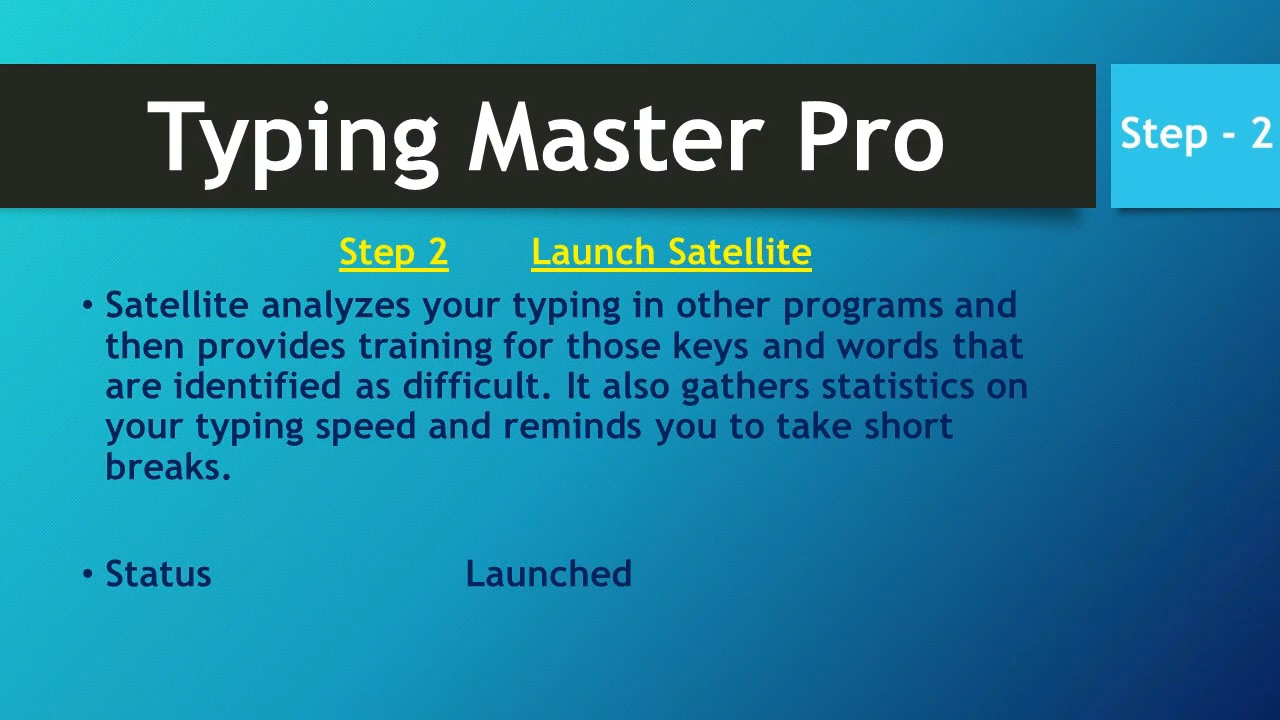 Typing Master Pro
Step - 2
Step 2 Launch Satellite
• Satellite analyzes your typing in other programs and
then provides training for those keys and words that
are identified as difficult. It also gathers statistics on
your typing speed and reminds you to take short
breaks.
• Status Launched